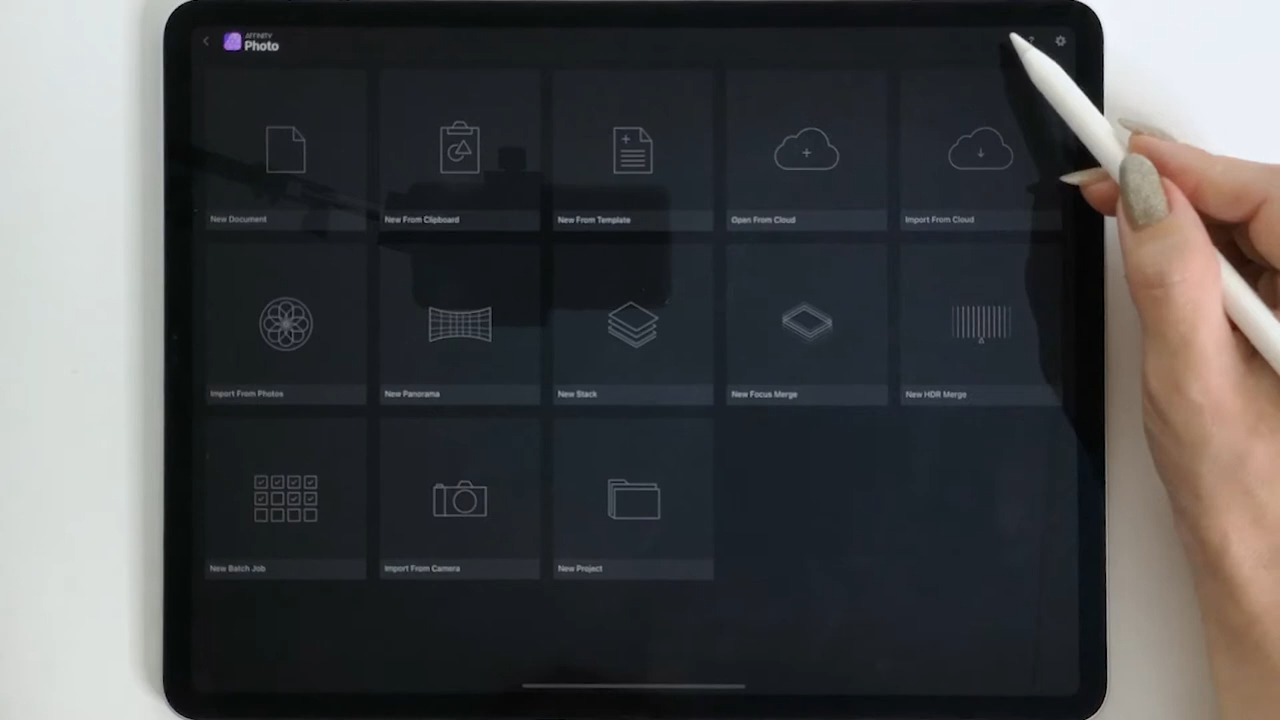 AFFINITY
Photo
?
New Document
New From Clipboard
New From Template
Open From Cloud
Import From Cloud
Import From Photos
New Panorama
New Stack
New Focus Merge
New HDR Merge
New Batch Job
Import From Camera
New Project